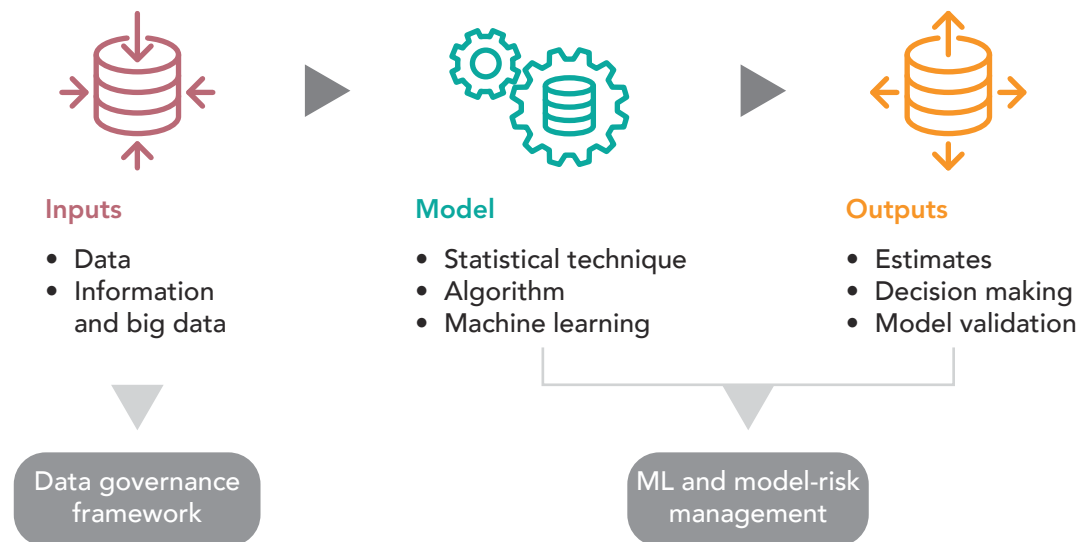 Inputs
• Data
• Information
and big data
Model
• Statistical technique
• Algorithm
• Machine learning
Outputs
• Estimates
• Decision making
• Model validation
Data governance
framework
ML and model-risk
management